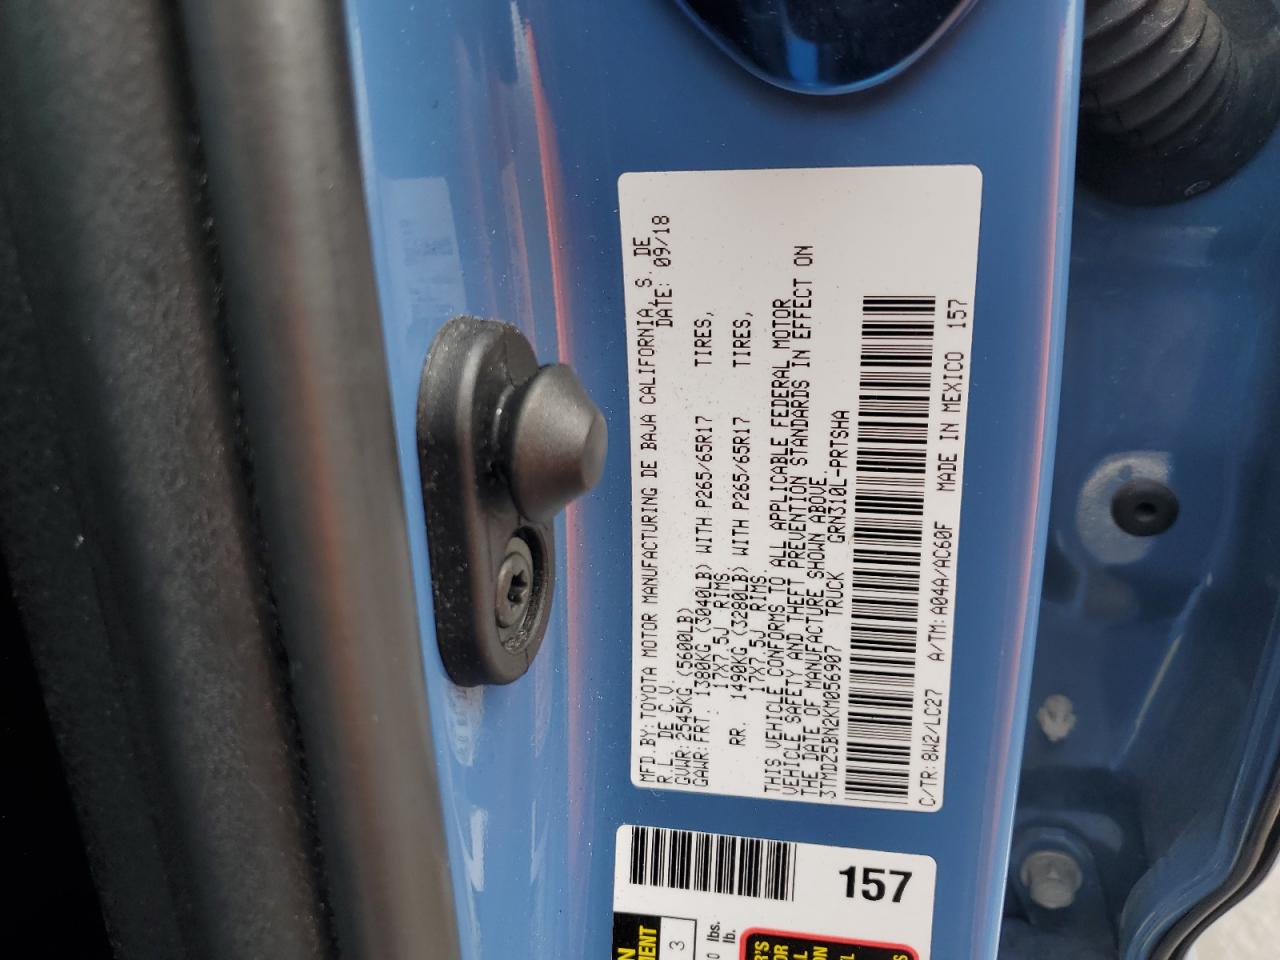 MFD.BY:TOYOTA MOTOR MANUFACTURING DE BAJA CALIFORNIA, S. DE
R.L. DE C.V. DATE: 09/18
GVWR: 2545KG (5600LB)
GAWR: FRT. 1380KG (3040LB) WITH P265/65R17 TIRES,
17X7.5J RIMS
RR. 1490KG (3280LB) WITH P265/65R17 TIRES,
17X7.5J RIMS.
THIS VEHICLE CONFORMS TO ALL APPLICABLE FEDERAL MOTOR
VEHICLE SAFETY AND THEFT PREVENTION STANDARDS IN EFFECT ON
THE DATE OF MANUFACTURE SHOWN ABOVE.
3TMDZ5BN2KM056907 TRUCK GRN310L-PRTSHA
C/TR: 8W2/LC27 A/TM: A04A/AC60F MADE IN MEXICO 157
157
3
lbs.
lb.